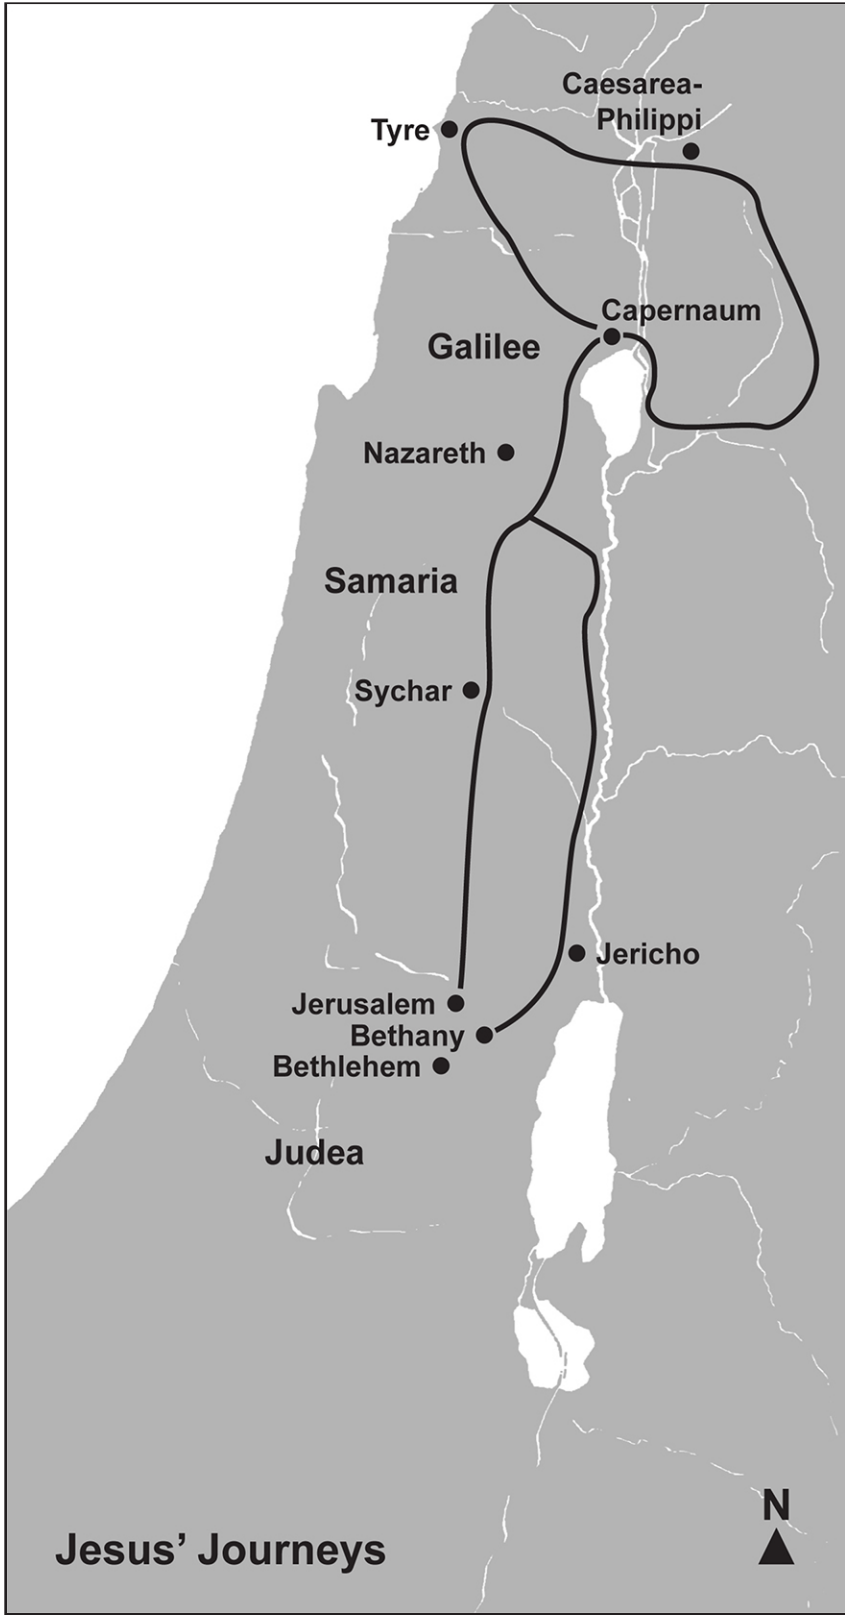 Caesarea-
Philippi
Tyre
Capernaum
Galilee
Nazareth
Samaria
Sychar
Jericho
Jerusalem
Bethany
Bethlehem
Judea
N
Jesus’ Journeys